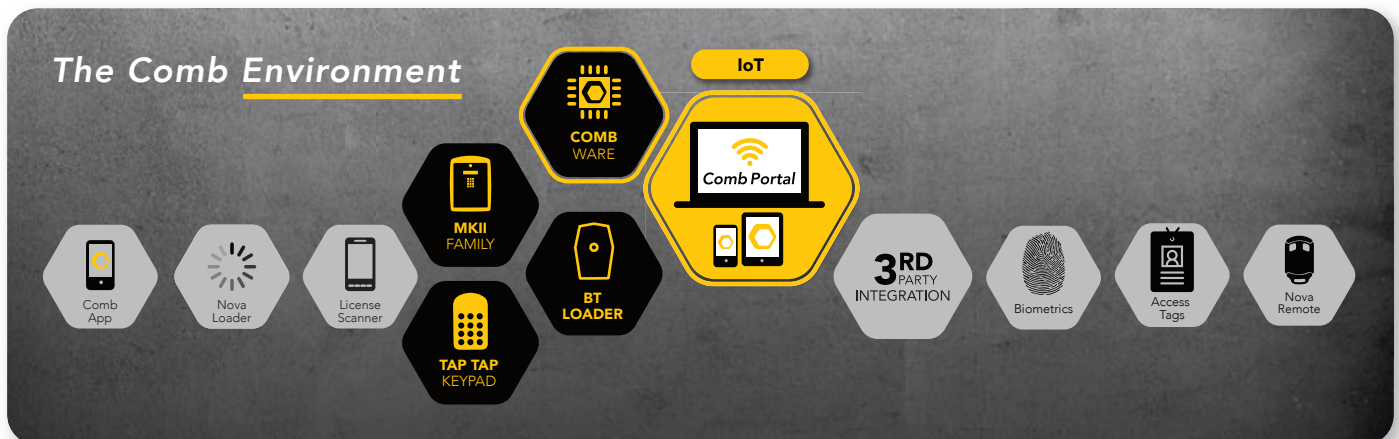 The Comb Environment
IoT
COMB
WARE
Comb Portal
MKII
FAMILY
BT
LOADER
TAP TAP
KEYPAD
Comb
App
Nova
Loader
License
Scanner
3RD
PARTY
INTEGRATION
Biometrics
Access
Tags
Nova
Remote